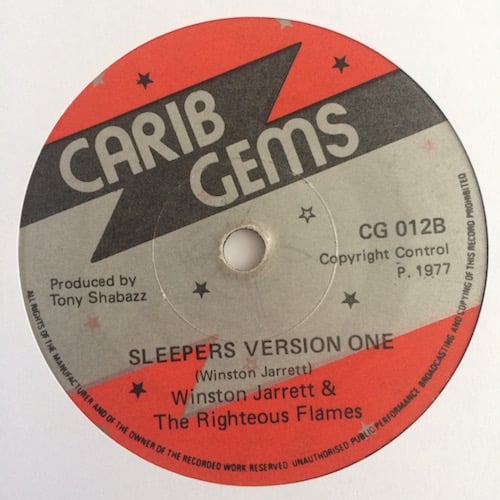 CARIB
GEMS
CG 012B
Copyright Control
P. 1977
Produced by
Tony Shabazz
SLEEPERS VERSION ONE
(Winston Jarrett)
Winston Jarrett &
The Righteous Flames
ALL RIGHTS OF THE MANUFACTURER AND OF THE OWNER OF THE RECORDED WORK RESERVED UNAUTHORISED PUBLIC PERFORMANCE BROADCASTING AND COPYING OF THIS RECORD PROHIBITED